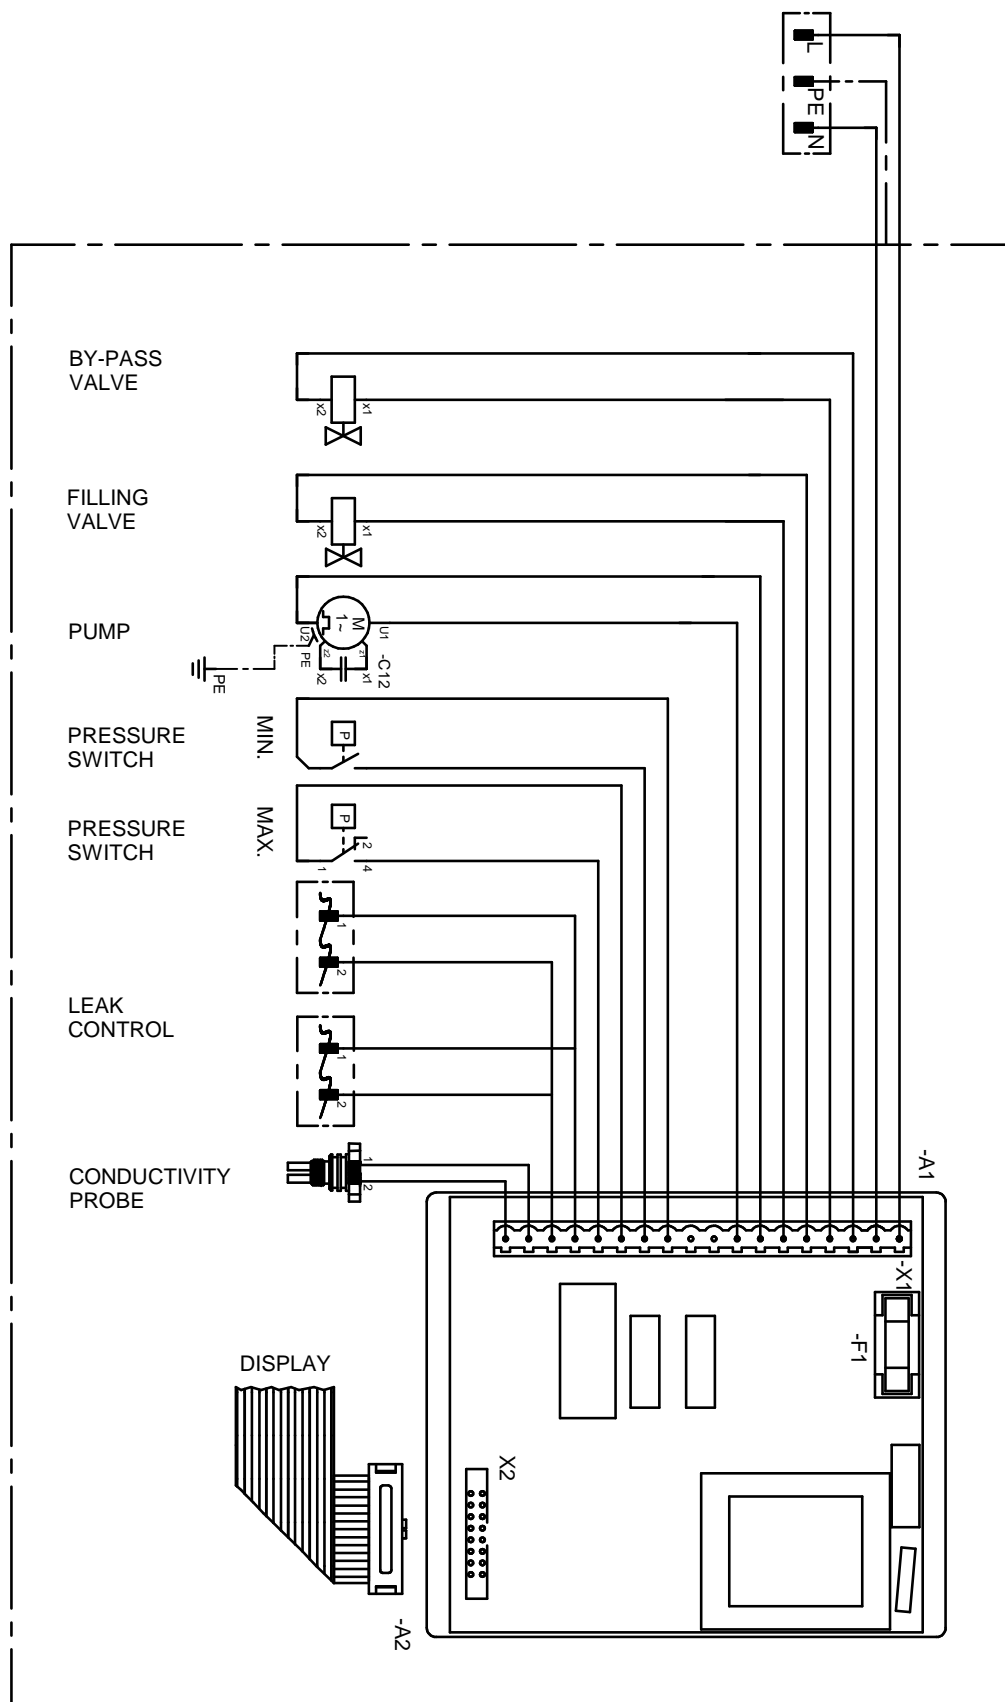 L
PE
N
BY-PASS
VALVE
x2
x1
FILLING
VALVE
x2
x1
PUMP
M
1~
U2
U1
PE
z2
z1
x2
x1
-C12
PE
PRESSURE
SWITCH
MIN.
P
PRESSURE
SWITCH
MAX.
P
2
1
4
1
2
LEAK
CONTROL
1
2
CONDUCTIVITY
PROBE
1
2
-A1
-X1
-F1
DISPLAY
X2
-A2